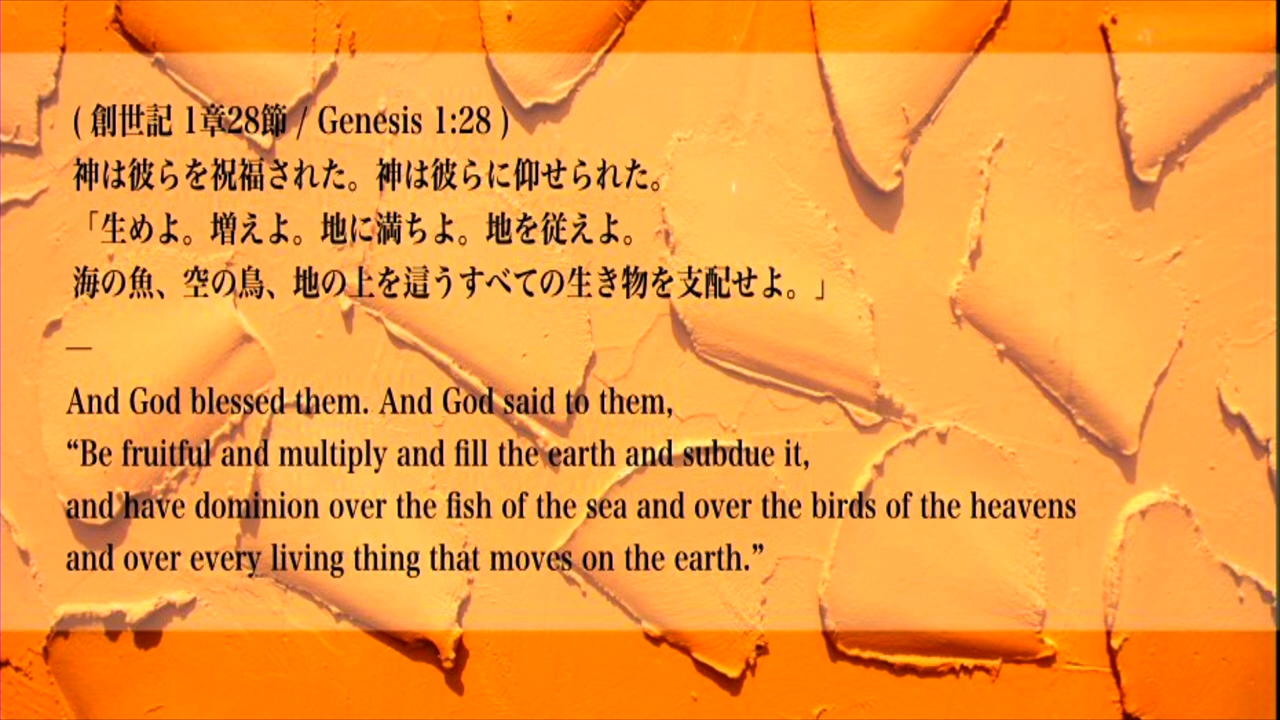 ( 創世記 1章28節 / Genesis 1:28 )
神は彼らを祝福された。神は彼らに仰せられた。
「生めよ。増えよ。地に満ちよ。地を従えよ。
海の魚、空の鳥、地の上を這うすべての生き物を支配せよ。」
—
And God blessed them. And God said to them,
“Be fruitful and multiply and fill the earth and subdue it,
and have dominion over the fish of the sea and over the birds of the heavens
and over every living thing that moves on the earth.”